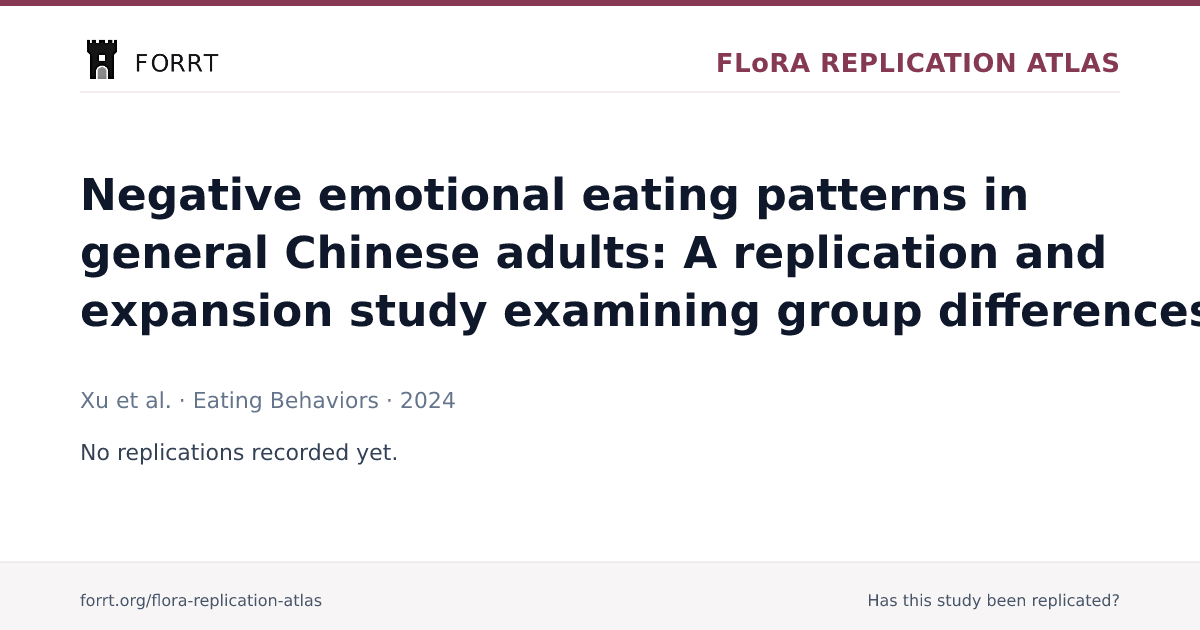 FORRT
FLoRA REPLICATION ATLAS
Negative emotional eating patterns in
general Chinese adults: A replication and
expansion study examining group differences
Xu et al. · Eating Behaviors · 2024
No replications recorded yet.
forrt.org/flora-replication-atlas
Has this study been replicated?